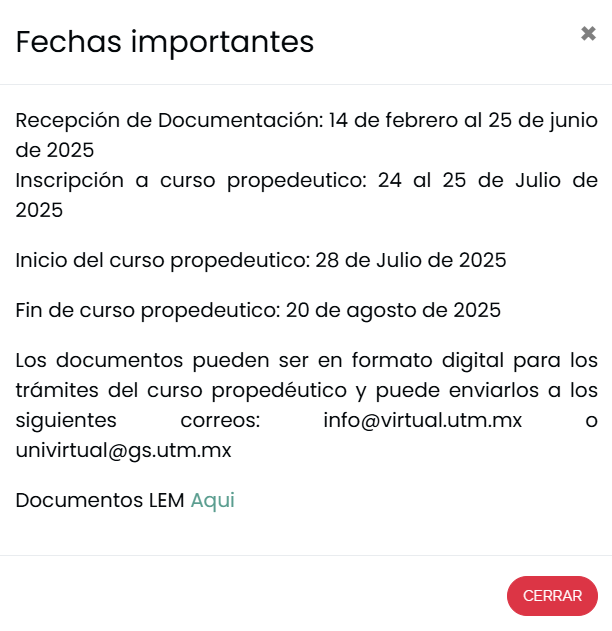 Fechas importantes
✖
Recepción de Documentación: 14 de febrero al 25 de junio
de 2025
Inscripción a curso propedeutico: 24 al 25 de Julio de
2025
Inicio del curso propedeutico: 28 de Julio de 2025
Fin de curso propedeutico: 20 de agosto de 2025
Los documentos pueden ser en formato digital para los
trámites del curso propedéutico y puede enviarlos a los
siguientes correos: info@virtual.utm.mx o
univirtual@gs.utm.mx
Documentos LEM Aqui
CERRAR